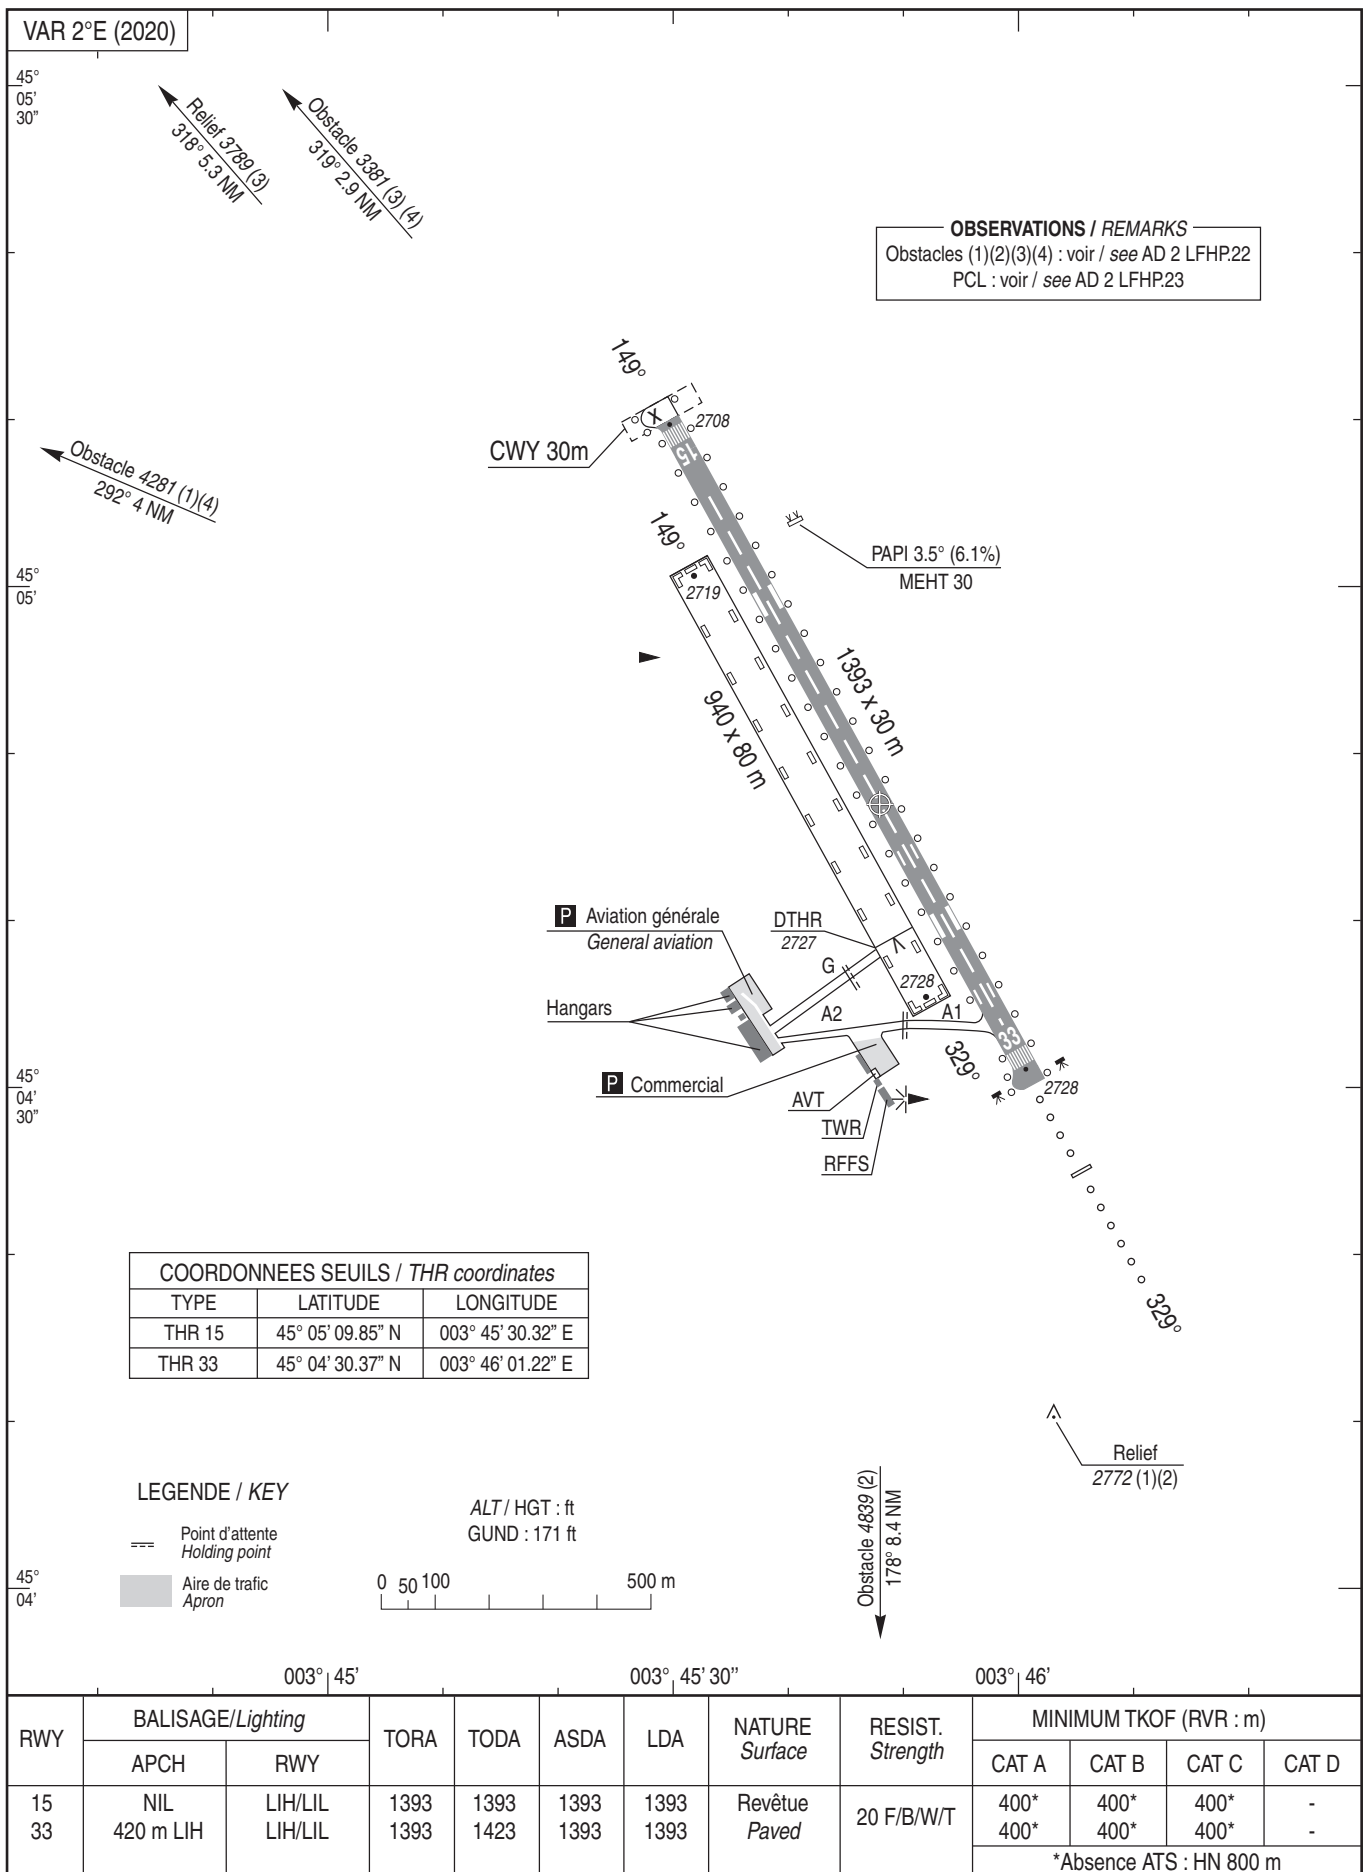 VAR 2°E (2020)
45°
05’
30”
Relief 3789 (3)
318° 5.3 NM
Obstacle 3381 (3) (4)
319° 2.9 NM
OBSERVATIONS / REMARKS
Obstacles (1)(2)(3)(4) : voir / see AD 2 LFHP.22
PCL : voir / see AD 2 LFHP.23
149°
X
2708
CWY 30m
15
Obstacle 4281 (1)(4)
292° 4 NM
149°
PAPI 3.5° (6.1%)
MEHT 30
45°
05’
2719
1393 x 30 m
940 x 80 m
P Aviation générale
General aviation
DTHR
2727
G
2728
Hangars
A2
A1
33
329°
2728
45°
04’
30”
P Commercial
AVT
TWR
RFFS
COORDONNEES SEUILS / THR coordinates
TYPE LATITUDE LONGITUDE
THR 15 45° 05’ 09.85” N 003° 45’ 30.32” E
THR 33 45° 04’ 30.37” N 003° 46’ 01.22” E
329°
Relief
2772 (1)(2)
LEGENDE / KEY
Point d’attente
Holding point
Aire de trafic
Apron
ALT / HGT : ft
GUND : 171 ft
0 50 100 500 m
Obstacle 4839 (2)
178° 8.4 NM
45°
04’
003° 45’ 003° 45’ 30” 003° 46’
RWY BALISAGE/Lighting TORA TODA ASDA LDA NATURE RESIST. MINIMUM TKOF (RVR : m)
Surface Strength
APCH RWY CAT A CAT B CAT C CAT D
15 NIL LIH/LIL 1393 1393 1393 1393 Revêtue 20 F/B/W/T 400* 400* 400* -
33 420 m LIH LIH/LIL 1393 1423 1393 1393 Paved 400* 400* 400* -
*Absence ATS : HN 800 m